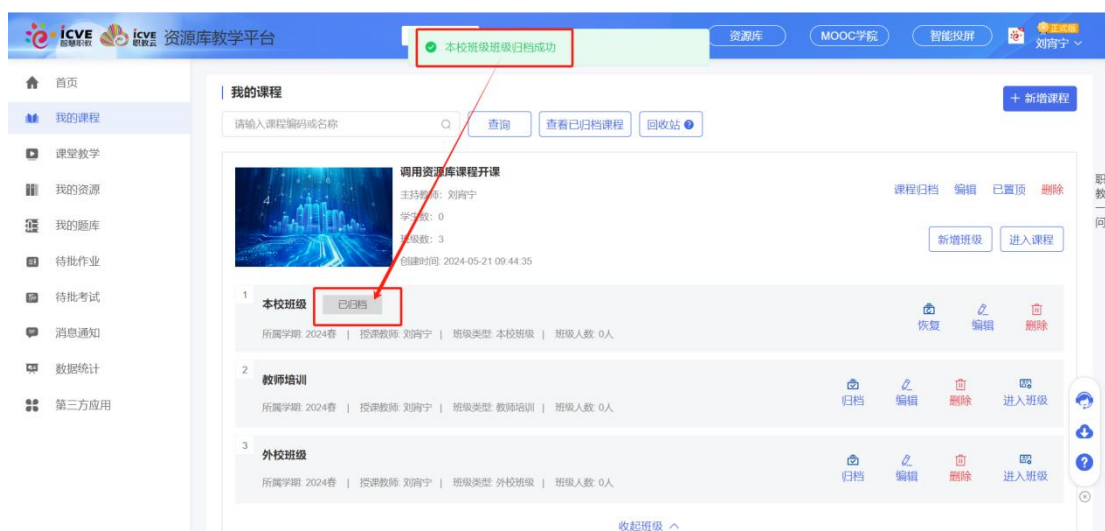 icve 智慧职教 icve 职教云 资源库教学平台
本校班级班级归档成功
资源库 MOOC学院 智能投屏 正式版 刘宵宁
首页
我的课程
课堂教学
我的资源
我的题库
待批作业
待批考试
消息通知
数据统计
第三方应用
我的课程
+ 新增课程
请输入课程编码或名称 查询 查看已归档课程 回收站
调用资源库课程开课
主持教师: 刘宵宁
学生数: 0
班级数: 3
创建时间: 2024-05-21 09:44:35
课程归档 编辑 已置顶 删除
新增班级 进入课程
1 本校班级 已归档
所属学期: 2024春 | 授课教师: 刘宵宁 | 班级类型: 本校班级 | 班级人数: 0人
恢复 编辑 删除
2 教师培训
所属学期: 2024春 | 授课教师: 刘宵宁 | 班级类型: 教师培训 | 班级人数: 0人
归档 编辑 删除 进入班级
3 外校班级
所属学期: 2024春 | 授课教师: 刘宵宁 | 班级类型: 外校班级 | 班级人数: 0人
归档 编辑 删除 进入班级
收起班级
职教一问